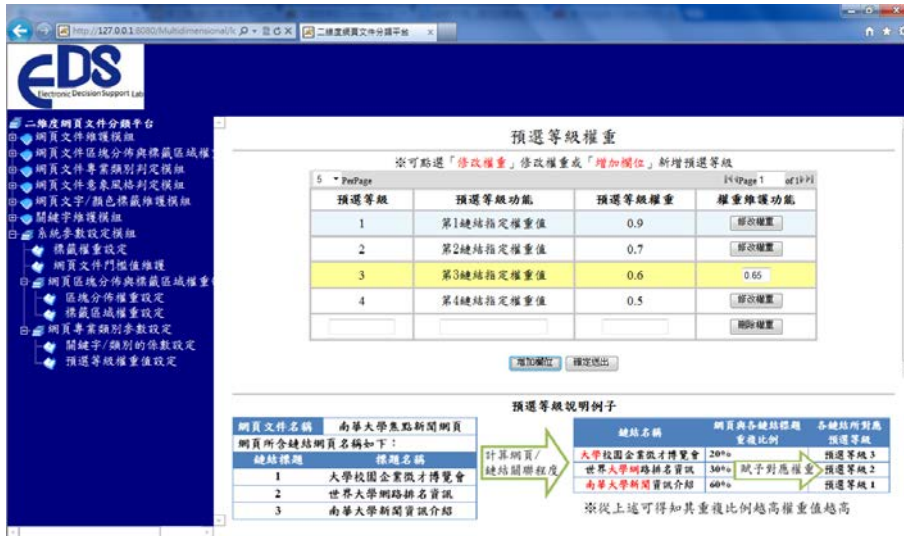 http://127.0.0.1:8080/Multidimensional/k
二維度網頁文件分類平台
EDS
Electronic Decision Support Lab
二維度網頁文件分類平台
網頁文件維護模組
網頁文件區塊分佈與標籤區域權
網頁文件專業類別判定模組
網頁文件意象風格判定模組
網頁文字/顏色標籤維護模組
關鍵字維護模組
系統參數設定模組
標籤權重設定
網頁文件門檻值維護
網頁區塊分佈與標籤區域權重
區塊分佈權重設定
標籤區域權重設定
網頁專業類別參數設定
關鍵字/類別的係數設定
預選等級權重值設定
預選等級權重
※可點選「修改權重」修改權重或「增加欄位」新增預選等級
5 PerPage Page 1 of 1
預選等級 預選等級功能 預選等級權重 權重維護功能
1 第1鏈結指定權重值 0.9 修改權重
2 第2鏈結指定權重值 0.7 修改權重
3 第3鏈結指定權重值 0.6 0.65
4 第4鏈結指定權重值 0.5 修改權重
刪除權重
增加欄位 確定送出
預選等級說明例子
網頁文件名稱 南華大學焦點新聞網頁
網頁所含鏈結網頁名稱如下：
鏈結標題 標題名稱
1 大學校園企業徵才博覽會
2 世界大學網路排名資訊
3 南華大學新聞資訊介紹
計算網頁/
鏈結關聯程度
鏈結名稱 網頁與各鏈結標題重複比例 各鏈結所對應預選等級
大學校園企業徵才博覽會 20% 預選等級 3
世界大學網路排名資訊 30% 賦予對應權重 預選等級 2
南華大學新聞資訊介紹 60% 預選等級 1
※從上述可得知其重複比例越高權重值越高